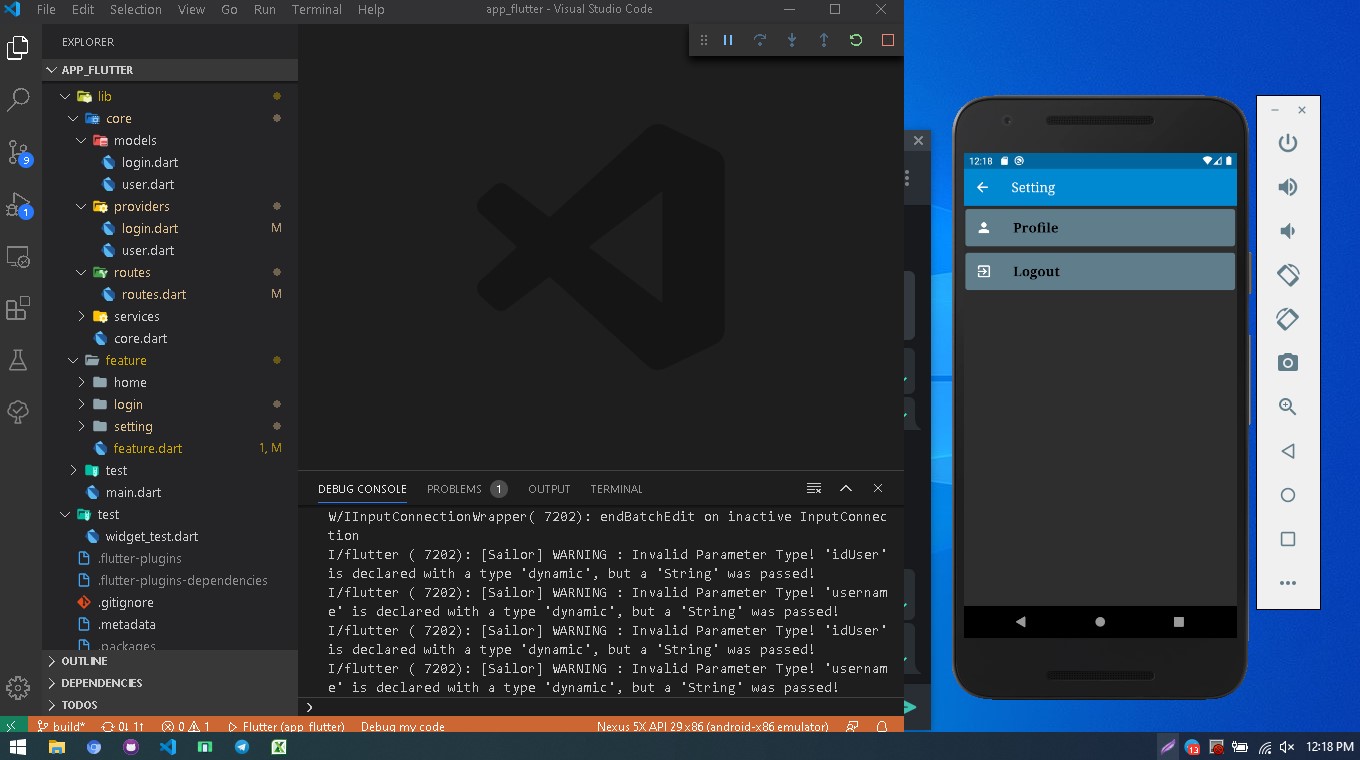 File Edit Selection View Go Run Terminal Help
app_flutter - Visual Studio Code
EXPLORER
APP_FLUTTER
lib
core
models
login.dart
user.dart
providers
login.dart M
user.dart
routes
routes.dart M
services
core.dart
feature
home
login
setting
feature.dart 1, M
test
main.dart
test
widget_test.dart
.flutter-plugins
.flutter-plugins-dependencies
.gitignore
.metadata
.packages
OUTLINE
DEPENDENCIES
TODOS
9
1
DEBUG CONSOLE PROBLEMS 1 OUTPUT TERMINAL
W/IInputConnectionWrapper( 7202): endBatchEdit on inactive InputConnec
tion
I/flutter ( 7202): [Sailor] WARNING : Invalid Parameter Type! 'idUser'
is declared with a type 'dynamic', but a 'String' was passed!
I/flutter ( 7202): [Sailor] WARNING : Invalid Parameter Type! 'usernam
e' is declared with a type 'dynamic', but a 'String' was passed!
I/flutter ( 7202): [Sailor] WARNING : Invalid Parameter Type! 'idUser'
is declared with a type 'dynamic', but a 'String' was passed!
I/flutter ( 7202): [Sailor] WARNING : Invalid Parameter Type! 'usernam
e' is declared with a type 'dynamic', but a 'String' was passed!
build* 0↓ 1↑ 0 1 Flutter (app_flutter) Debug my code Nexus 5X API 29 x86 (android-x86 emulator)
12:18
Setting
Profile
Logout
13
12:18 PM